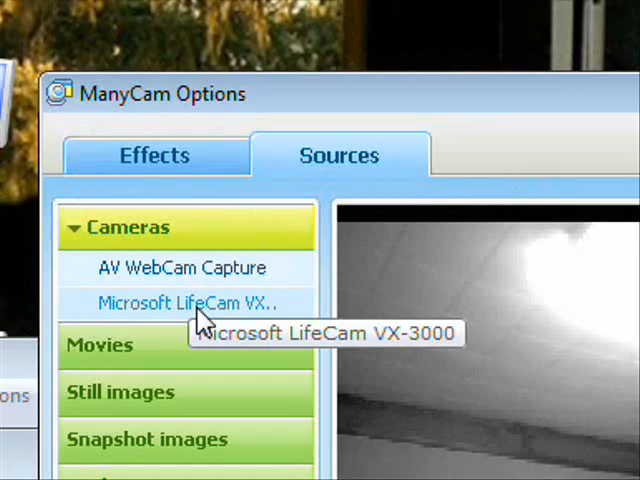 ManyCam Options
Effects
Sources
Cameras
AV WebCam Capture
Microsoft LifeCam VX..
Microsoft LifeCam VX-3000
Movies
ons
Still images
Snapshot images